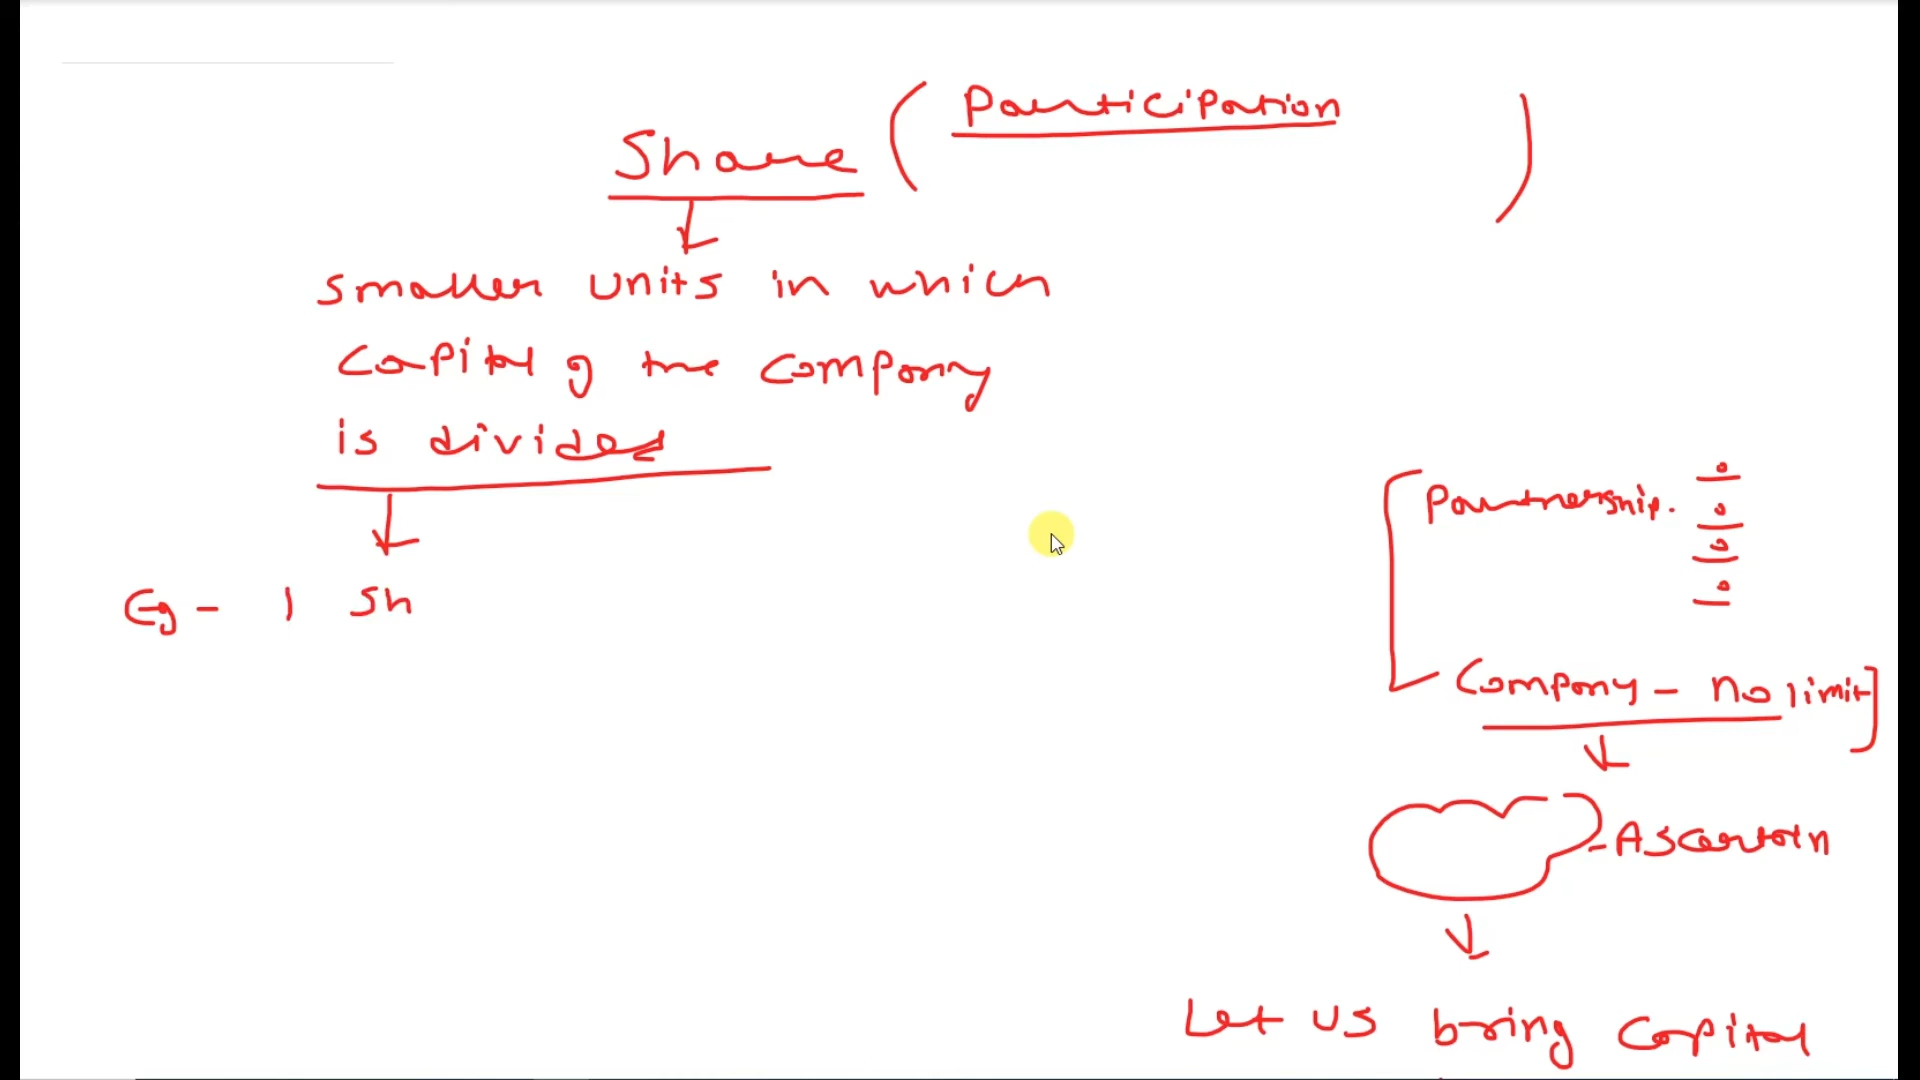 Share ( Participation )
smaller units in which
capital of the company
is divided
Eg - 1 Sh
Partnership.
Company - no limit]
- Ascertain
Let us bring capital